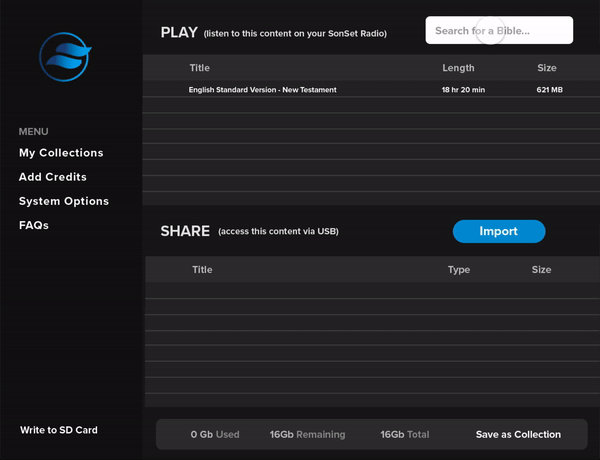 PLAY (listen to this content on your SonSet Radio)
Search for a Bible...
Title Length Size
English Standard Version - New Testament 18 hr 20 min 621 MB
MENU
My Collections
Add Credits
System Options
FAQs
SHARE (access this content via USB)
Import
Title Type Size
Write to SD Card
0 Gb Used 16Gb Remaining 16Gb Total Save as Collection